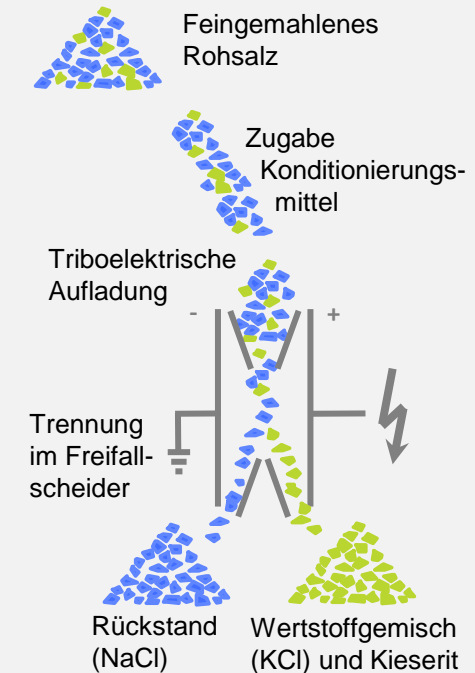 Feingemahlenes
Rohsalz
Zugabe
Konditionierungs-
mittel
Triboelektrische
Aufladung
- +
Trennung
im Freifall-
scheider
Rückstand
(NaCl)
Wertstoffgemisch
(KCl) und Kieserit